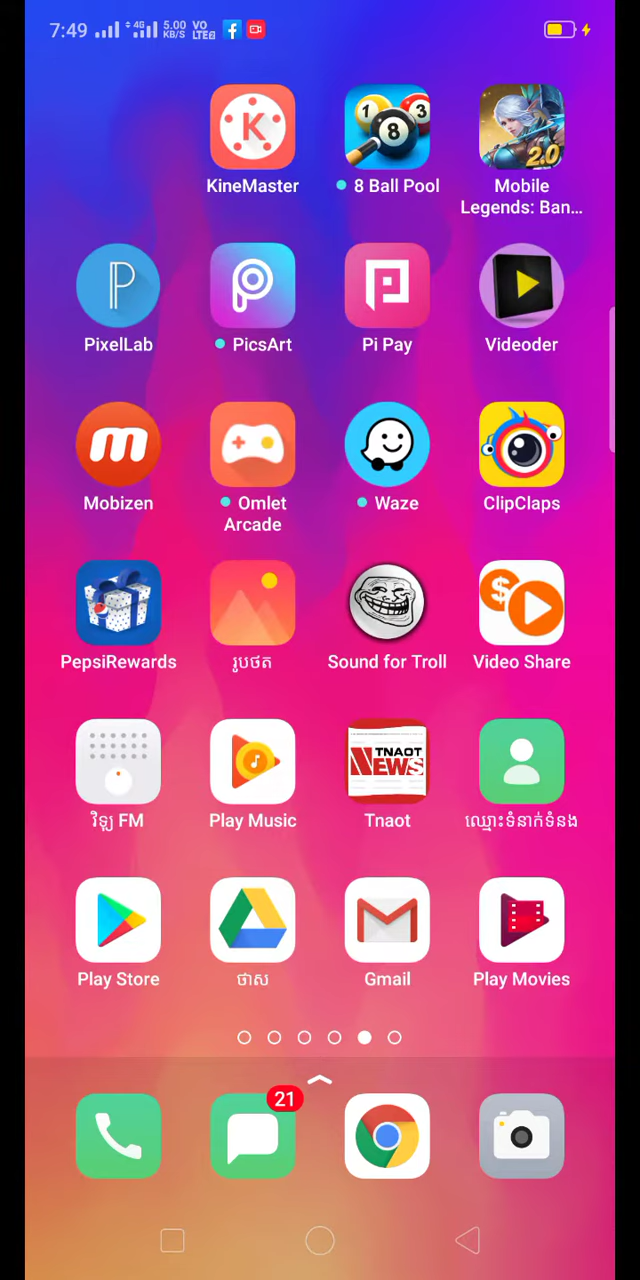 7:49 4G 5.00 KB/S VO LTE2
KineMaster 8 Ball Pool Mobile Legends: Ban...
PixelLab PicsArt Pi Pay Videoder
Mobizen Omlet Arcade Waze ClipClaps
PepsiRewards រូបថត Sound for Troll Video Share
TNAOT
NEWS
វិទ្យុ FM Play Music Tnaot ឈ្មោះទំនាក់ទំនង
Play Store ថាស Gmail Play Movies
21